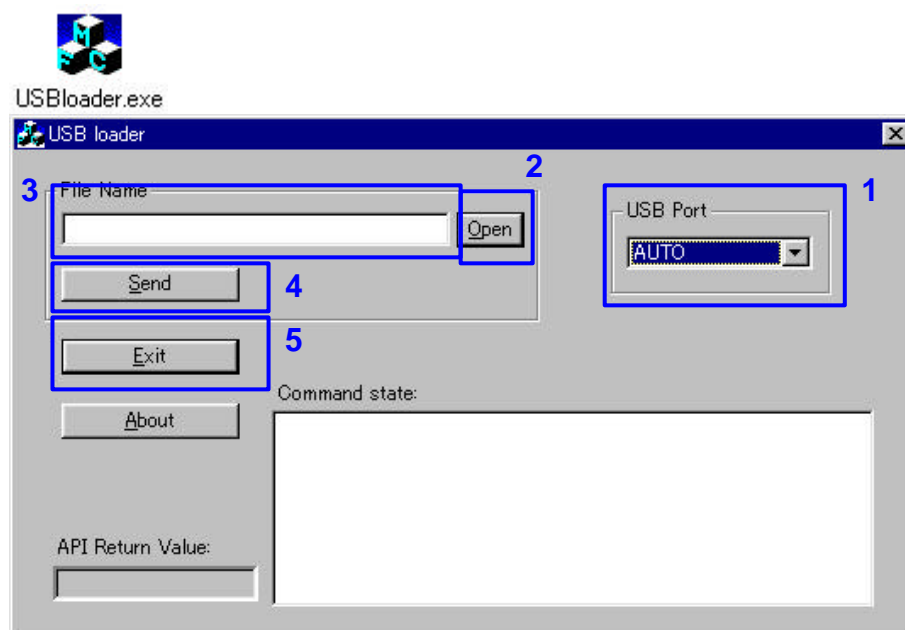 M
F C
USBloader.exe
USB loader
3 File Name 2
Open
USB Port 1
AUTO
Send 4
Exit 5
About
Command state:
API Return Value: